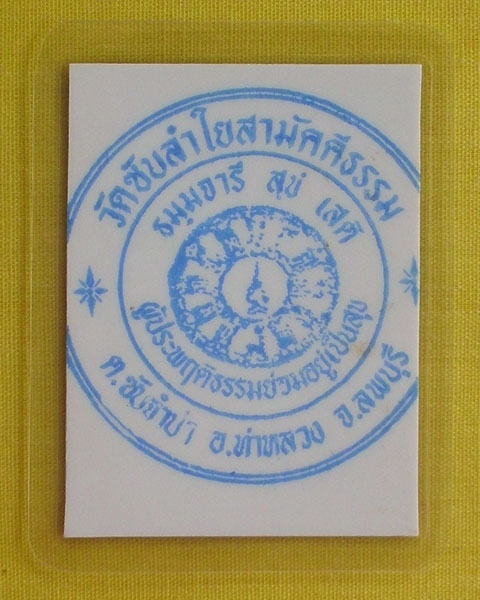 วัดซับลำใยสามัคคีธรรม
ธมฺมจารี สุขํ เสติ
ผู้ประพฤติธรรมย่อมอยู่เป็นสุข
ต.ซับจำปา อ.ท่าหลวง จ.ลพบุรี